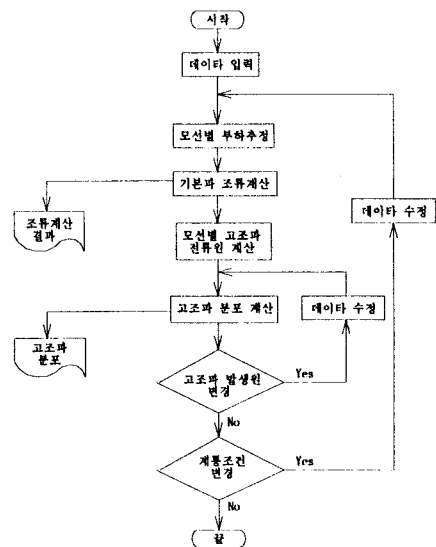 시작
데이타 입력
모선별 부하추정
기본파 조류계산
조류계산
결과
데이타 수정
모선별 고조파
전류원 계산
고조파 분포 계산
데이타 수정
고조파
분포
고조파 발생원
변경
Yes
No
계통조건
변경
Yes
No
끝